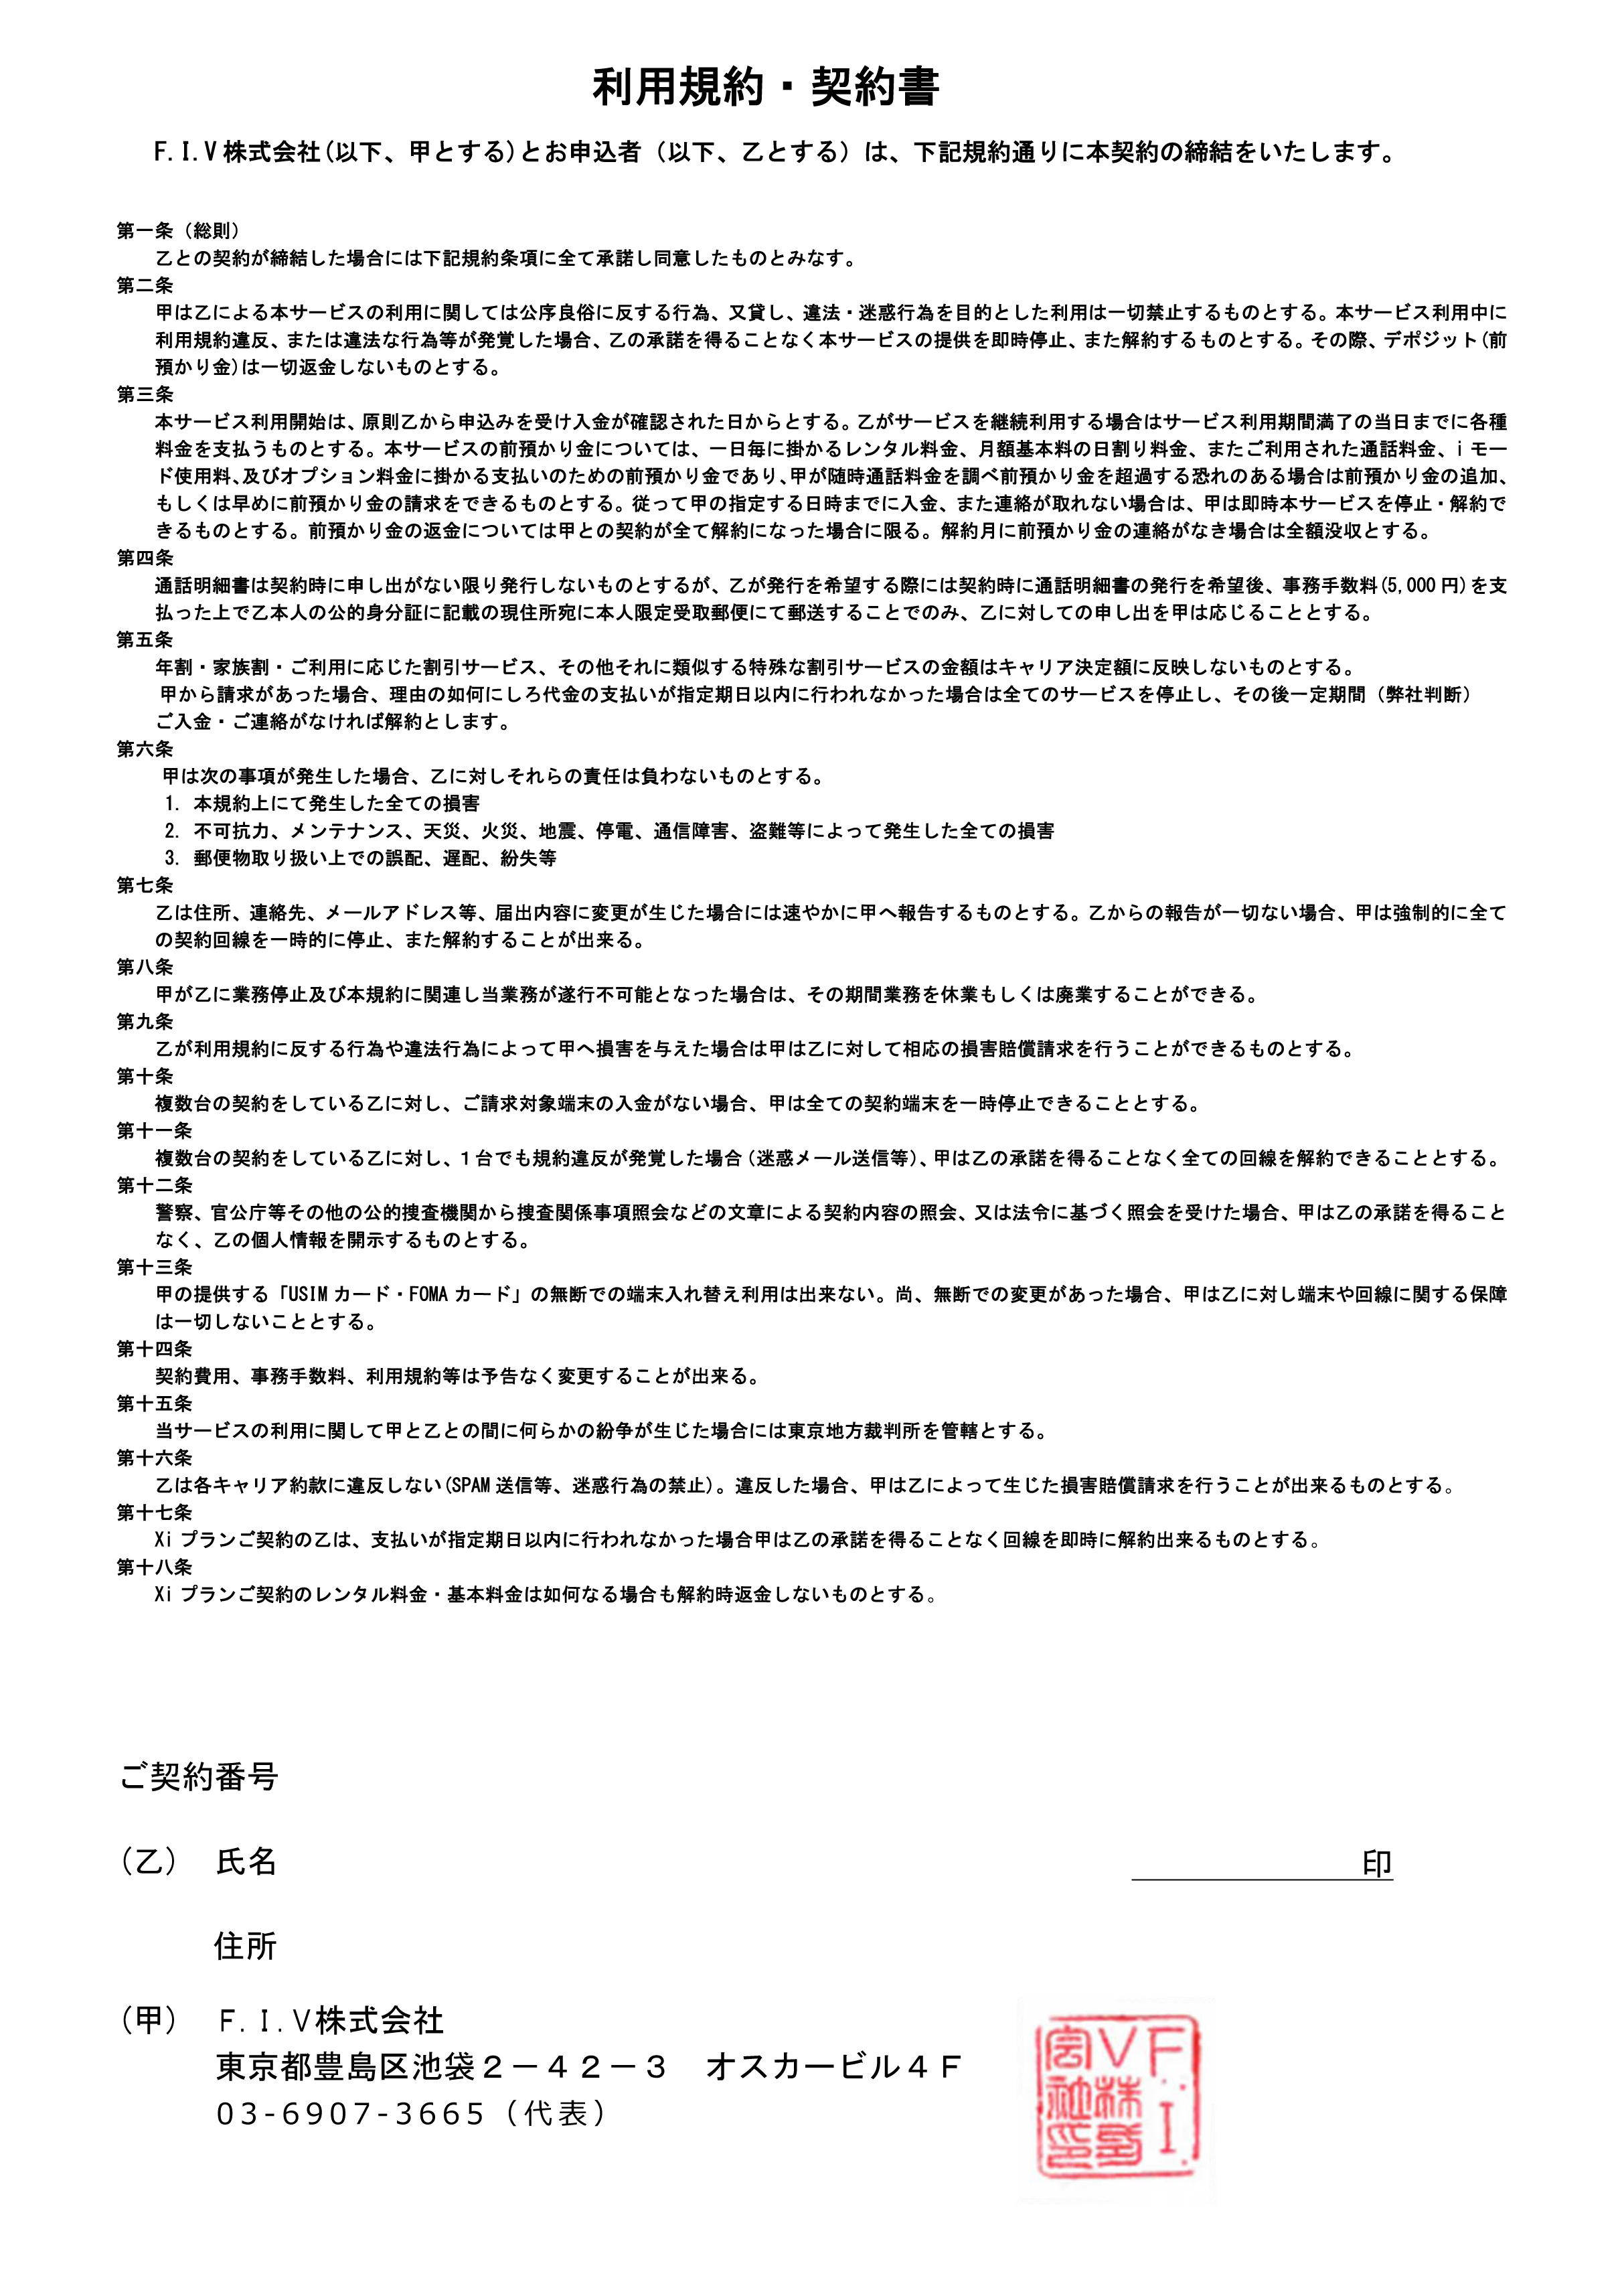 利用規約・契約書
F.I.V株式会社(以下、甲とする)とお申込者（以下、乙とする）は、下記規約通りに本契約の締結をいたします。
第一条（総則）
乙との契約が締結した場合には下記規約条項に全て承諾し同意したものとみなす。
第二条
甲は乙による本サービスの利用に関しては公序良俗に反する行為、又貸し、違法・迷惑行為を目的とした利用は一切禁止するものとする。本サービス利用中に
利用規約違反、または違法な行為等が発覚した場合、乙の承諾を得ることなく本サービスの提供を即時停止、また解約するものとする。その際、デポジット(前
預かり金)は一切返金しないものとする。
第三条
本サービス利用開始は、原則乙から申込みを受け入金が確認された日からとする。乙がサービスを継続利用する場合はサービス利用期間満了の当日までに各種
料金を支払うものとする。本サービスの前預かり金については、一日毎に掛かるレンタル料金、月額基本料の日割り料金、またご利用された通話料金、iモー
ド使用料、及びオプション料金に掛かる支払いのための前預かり金であり、甲が随時通話料金を調べ前預かり金を超過する恐れのある場合は前預かり金の追加、
もしくは早めに前預かり金の請求をできるものとする。従って甲の指定する日時までに入金、また連絡が取れない場合は、甲は即時本サービスを停止・解約で
きるものとする。前預かり金の返金については甲との契約が全て解約になった場合に限る。解約月に前預かり金の連絡がなき場合は全額没収とする。
第四条
通話明細書は契約時に申し出がない限り発行しないものとするが、乙が発行を希望する際には契約時に通話明細書の発行を希望後、事務手数料(5,000円)を支
払った上で乙本人の公的身分証に記載の現住所宛に本人限定受取郵便にて郵送することでのみ、乙に対しての申し出を甲は応じることとする。
第五条
年割・家族割・ご利用に応じた割引サービス、その他それに類似する特殊な割引サービスの金額はキャリア決定額に反映しないものとする。
甲から請求があった場合、理由の如何にしろ代金の支払いが指定期日以内に行われなかった場合は全てのサービスを停止し、その後一定期間（弊社判断）
ご入金・ご連絡がなければ解約とします。
第六条
甲は次の事項が発生した場合、乙に対しそれらの責任は負わないものとする。
1. 本規約上にて発生した全ての損害
2. 不可抗力、メンテナンス、天災、火災、地震、停電、通信障害、盗難等によって発生した全ての損害
3. 郵便物取り扱い上での誤配、遅配、紛失等
第七条
乙は住所、連絡先、メールアドレス等、届出内容に変更が生じた場合には速やかに甲へ報告するものとする。乙からの報告が一切ない場合、甲は強制的に全て
の契約回線を一時的に停止、また解約することが出来る。
第八条
甲が乙に業務停止及び本規約に関連し当業務が遂行不可能となった場合は、その期間業務を休業もしくは廃業することができる。
第九条
乙が利用規約に反する行為や違法行為によって甲へ損害を与えた場合は甲は乙に対して相応の損害賠償請求を行うことができるものとする。
第十条
複数台の契約をしている乙に対し、ご請求対象端末の入金がない場合、甲は全ての契約端末を一時停止できることとする。
第十一条
複数台の契約をしている乙に対し、1台でも規約違反が発覚した場合(迷惑メール送信等)、甲は乙の承諾を得ることなく全ての回線を解約できることとする。
第十二条
警察、官公庁等その他の公的捜査機関から捜査関係事項照会などの文章による契約内容の照会、又は法令に基づく照会を受けた場合、甲は乙の承諾を得ること
なく、乙の個人情報を開示するものとする。
第十三条
甲の提供する「USIMカード・FOMAカード」の無断での端末入れ替え利用は出来ない。尚、無断での変更があった場合、甲は乙に対し端末や回線に関する保障
は一切しないこととする。
第十四条
契約費用、事務手数料、利用規約等は予告なく変更することが出来る。
第十五条
当サービスの利用に関して甲と乙との間に何らかの紛争が生じた場合には東京地方裁判所を管轄とする。
第十六条
乙は各キャリア約款に違反しない(SPAM送信等、迷惑行為の禁止)。違反した場合、甲は乙によって生じた損害賠償請求を行うことが出来るものとする。
第十七条
Xiプランご契約の乙は、支払いが指定期日以内に行われなかった場合甲は乙の承諾を得ることなく回線を即時に解約出来るものとする。
第十八条
Xiプランご契約のレンタル料金・基本料金は如何なる場合も解約時返金しないものとする。
ご契約番号
（乙） 氏名 印
住所
（甲） F.I.V株式会社
東京都豊島区池袋２－４２－３ オスカービル４Ｆ
03-6907-3665（代表）
F.I.
V株式
会社印